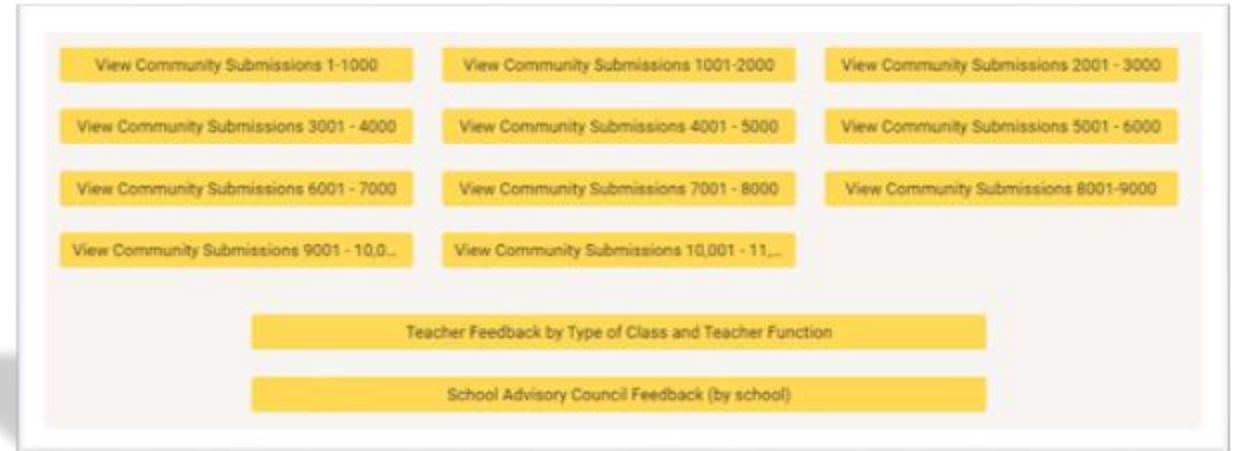 View Community Submissions 1-1000
View Community Submissions 1001-2000
View Community Submissions 2001 - 3000
View Community Submissions 3001 - 4000
View Community Submissions 4001 - 5000
View Community Submissions 5001 - 6000
View Community Submissions 6001 - 7000
View Community Submissions 7001 - 8000
View Community Submissions 8001-9000
View Community Submissions 9001 - 10,0...
View Community Submissions 10,001 - 11,...
Teacher Feedback by Type of Class and Teacher Function
School Advisory Council Feedback (by school)